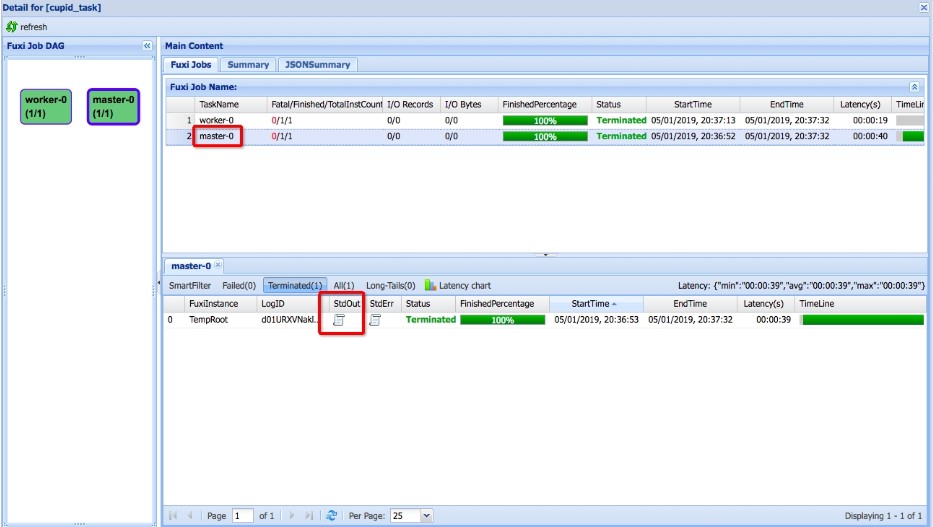 Detail for [cupid_task]
refresh
Fuxi Job DAG
worker-0
(1/1)
master-0
(1/1)
Main Content
Fuxi Jobs Summary JSONSummary
Fuxi Job Name:
TaskName Fatal/Finished/TotalInstCount I/O Records I/O Bytes FinishedPercentage Status StartTime EndTime Latency(s) TimeLin
1 worker-0 0/1/1 0/0 0/0 100% Terminated 05/01/2019, 20:37:13 05/01/2019, 20:37:32 00:00:19
2 master-0 0/1/1 0/0 0/0 100% Terminated 05/01/2019, 20:36:52 05/01/2019, 20:37:32 00:00:40
master-0
SmartFilter Failed(0) Terminated(1) All(1) Long-Tails(0) Latency chart Latency: {"min":"00:00:39","avg":"00:00:39","max":"00:00:39"}
FuxiInstance LogID StdOut StdErr Status FinishedPercentage StartTime EndTime Latency(s) TimeLine
0 TempRoot d01URXVNakl... Terminated 100% 05/01/2019, 20:36:53 05/01/2019, 20:37:32 00:00:39
Page 1 of 1 Per Page: 25 Displaying 1 - 1 of 1